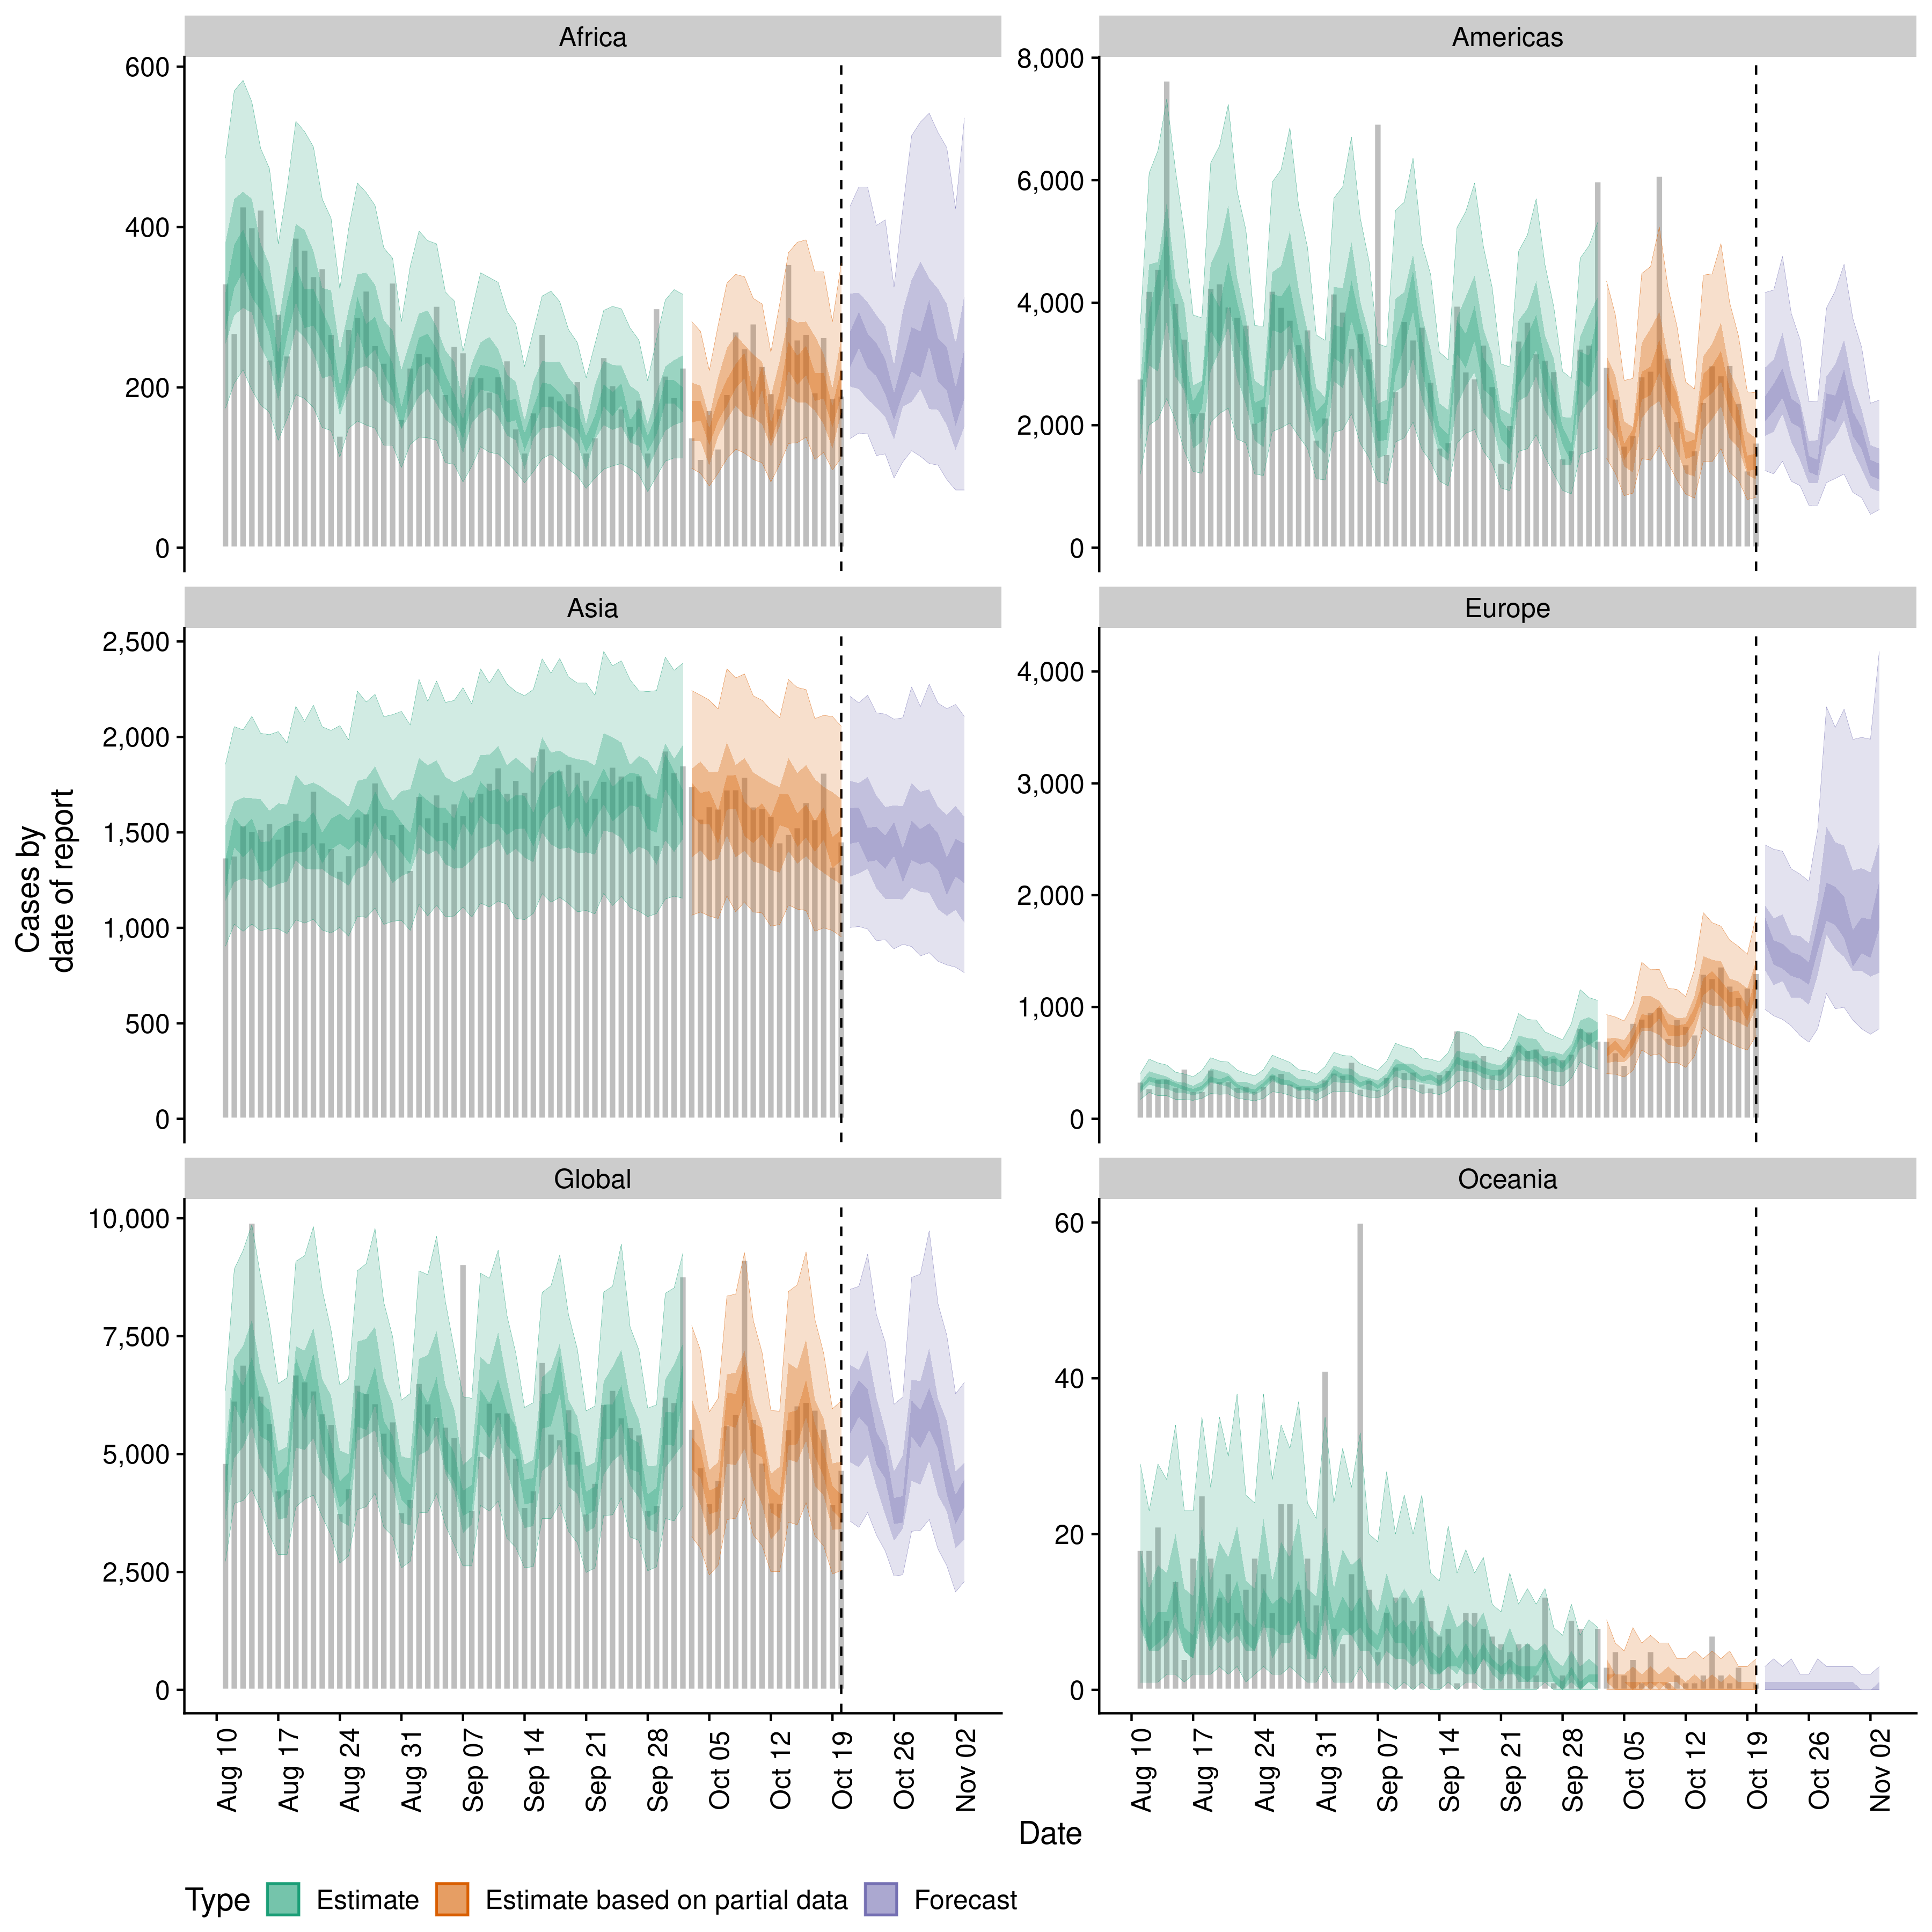 Africa
Americas
600
400
200
0
8,000
6,000
4,000
2,000
0
Asia
Europe
2,500
2,000
1,500
1,000
500
0
4,000
3,000
2,000
1,000
0
Cases by
date of report
Global
Oceania
10,000
7,500
5,000
2,500
0
60
40
20
0
Aug 10
Aug 17
Aug 24
Aug 31
Sep 07
Sep 14
Sep 21
Sep 28
Oct 05
Oct 12
Oct 19
Oct 26
Nov 02
Aug 10
Aug 17
Aug 24
Aug 31
Sep 07
Sep 14
Sep 21
Sep 28
Oct 05
Oct 12
Oct 19
Oct 26
Nov 02
Date
Type Estimate Estimate based on partial data Forecast